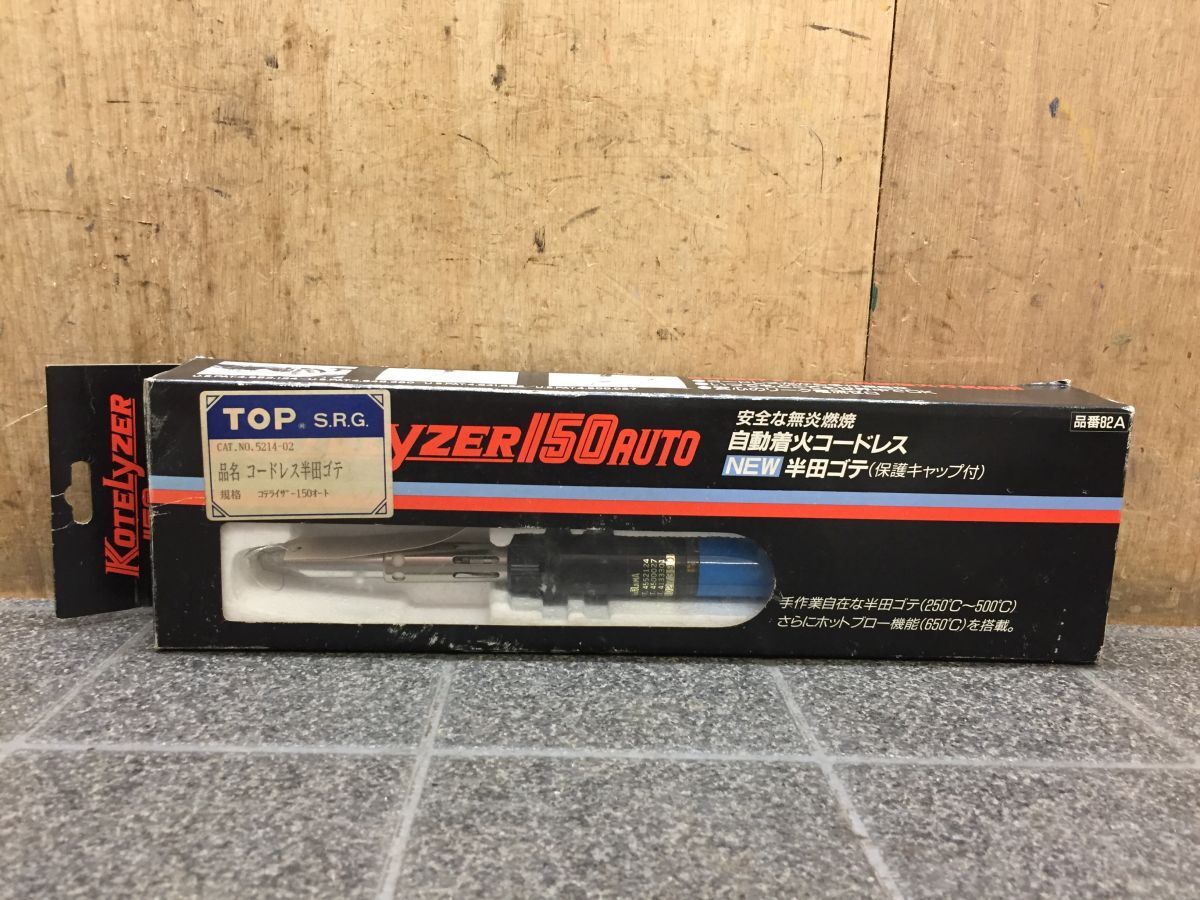 KOTELYZER
TOP® S.R.G.
CAT.NO.5214-02
品名 コードレス半田ゴテ
規格 コテライザー150オート
LYZER150AUTO
安全な無炎燃焼
自動着火コードレス
NEW 半田ゴテ(保護キャップ付)
品番82A
手作業自在な半田ゴテ(250℃~500℃)
さらにホットブロー機能(650℃)を搭載。
T.4552124
T.4500027
T.4133301